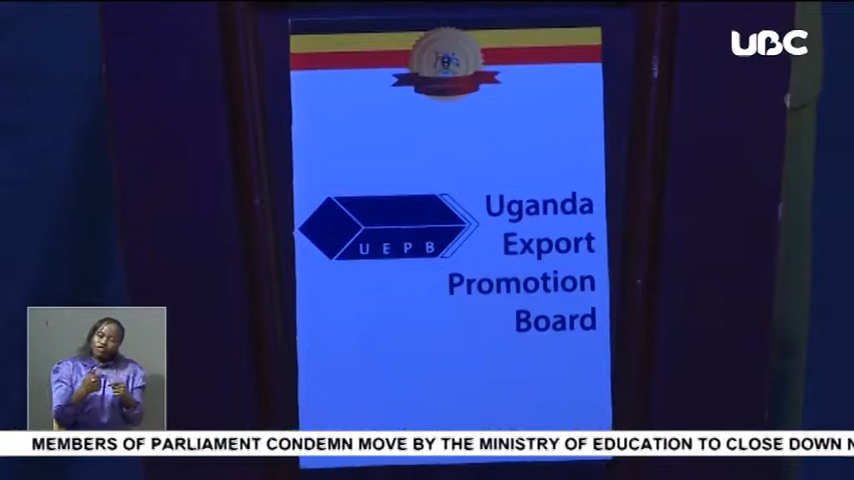 UBC
Uganda
Export
Promotion
Board
UEPB
MEMBERS OF PARLIAMENT CONDEMN MOVE BY THE MINISTRY OF EDUCATION TO CLOSE DOWN